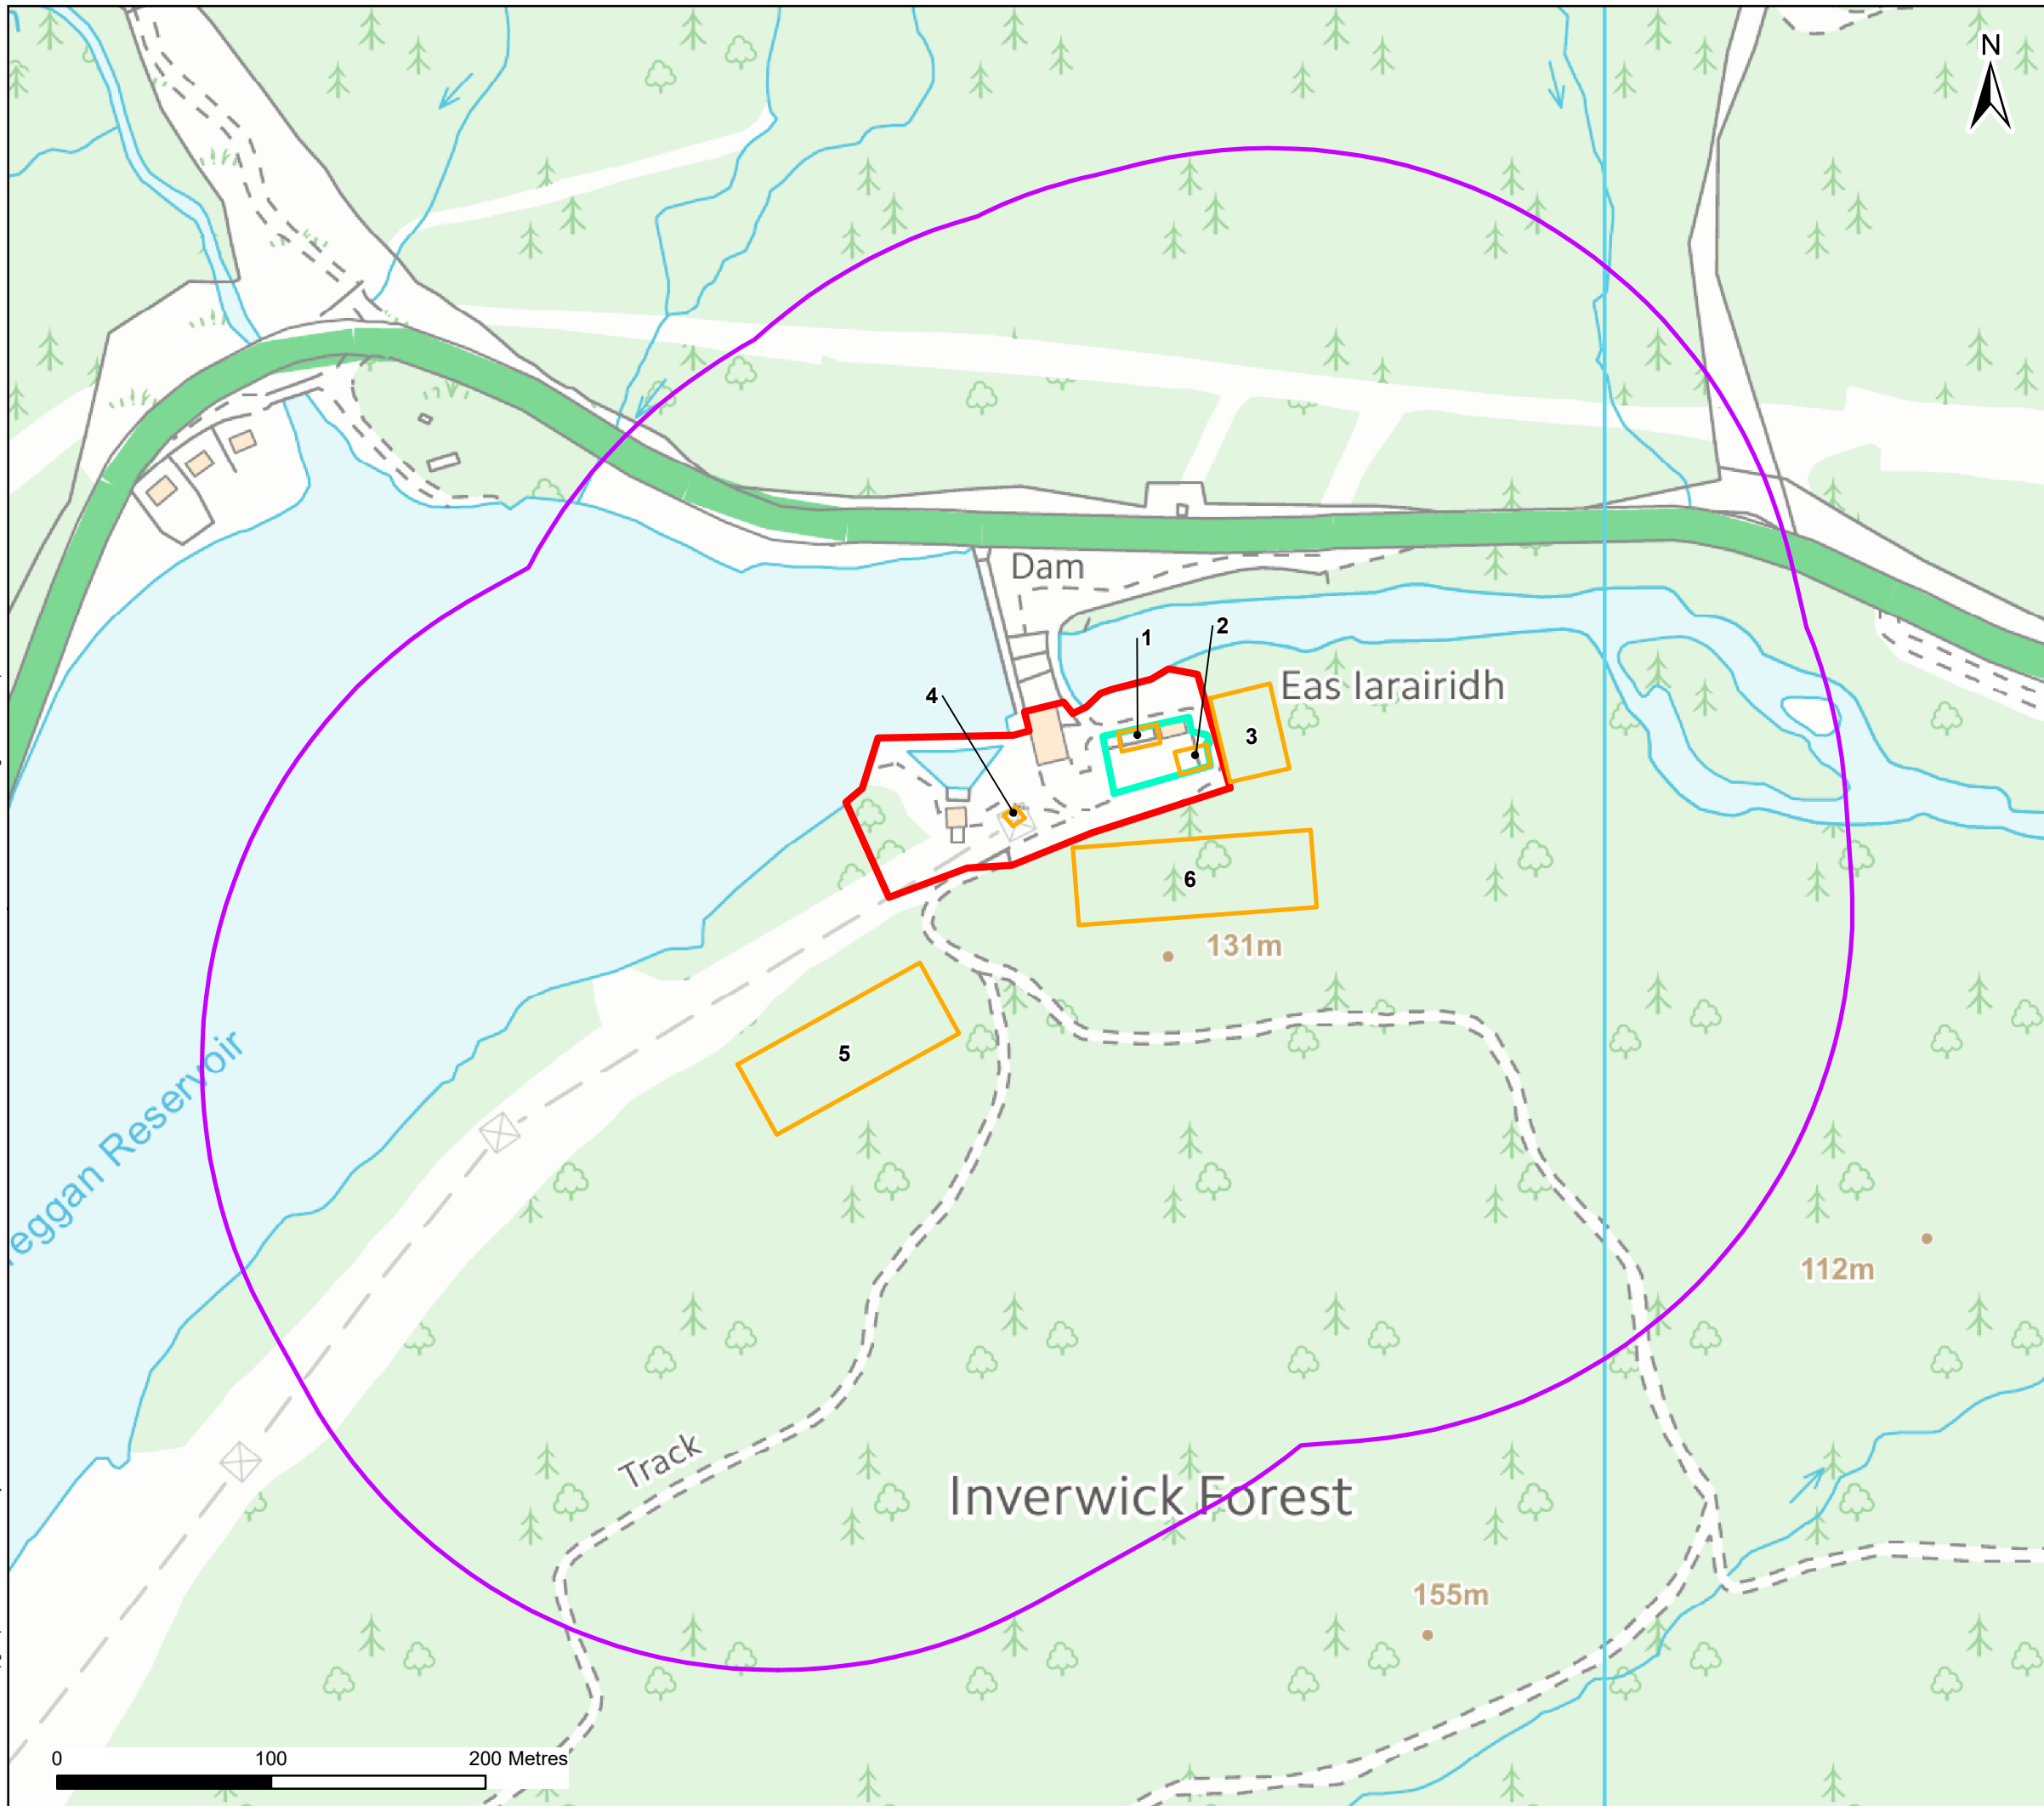 N
Dam
1
2
Eas Iarairidh
4
3
6
131m
5
eggan Reservoir
112m
Track
Inverwick Forest
155m
0 100 200 Metres